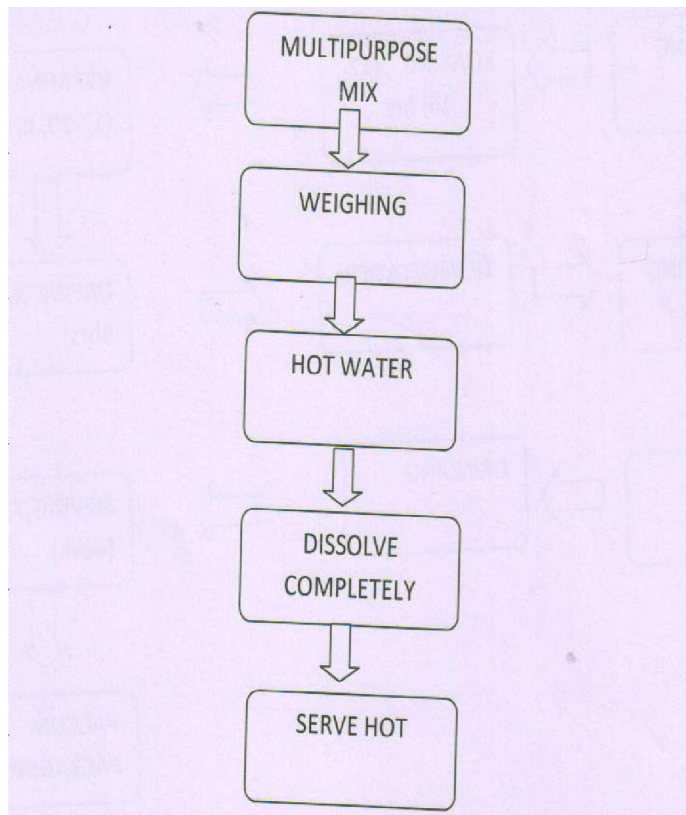 MULTIPURPOSE
MIX
WEIGHING
HOT WATER
DISSOLVE
COMPLETELY
SERVE HOT